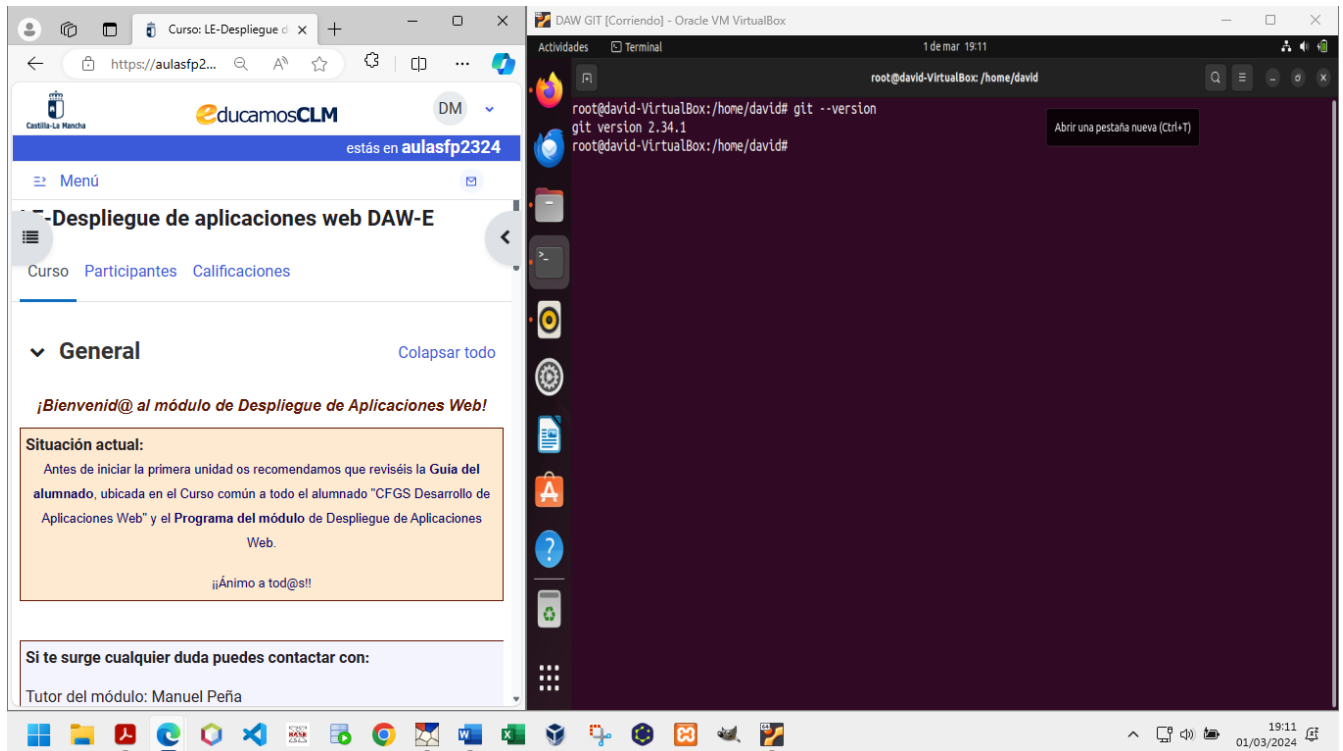 Curso: LE-Despliegue d
https://aulasfp2...
Castilla-La Mancha
educamosCLM
DM
estás en aulasfp2324
Menú
LE-Despliegue de aplicaciones web DAW-E
Curso Participantes Calificaciones
General
Colapsar todo
¡Bienvenid@ al módulo de Despliegue de Aplicaciones Web!
Situación actual:
Antes de iniciar la primera unidad os recomendamos que reviséis la Guía del
alumnado, ubicada en el Curso común a todo el alumnado "CFGS Desarrollo de
Aplicaciones Web" y el Programa del módulo de Despliegue de Aplicaciones
Web.
¡¡Ánimo a tod@s!!
Si te surge cualquier duda puedes contactar con:
Tutor del módulo: Manuel Peña
DAW GIT [Corriendo] - Oracle VM VirtualBox
Actividades Terminal 1 de mar 19:11
root@david-VirtualBox: /home/david
root@david-VirtualBox:/home/david# git --version
git version 2.34.1
root@david-VirtualBox:/home/david#
Abrir una pestaña nueva (Ctrl+T)
19:11
01/03/2024